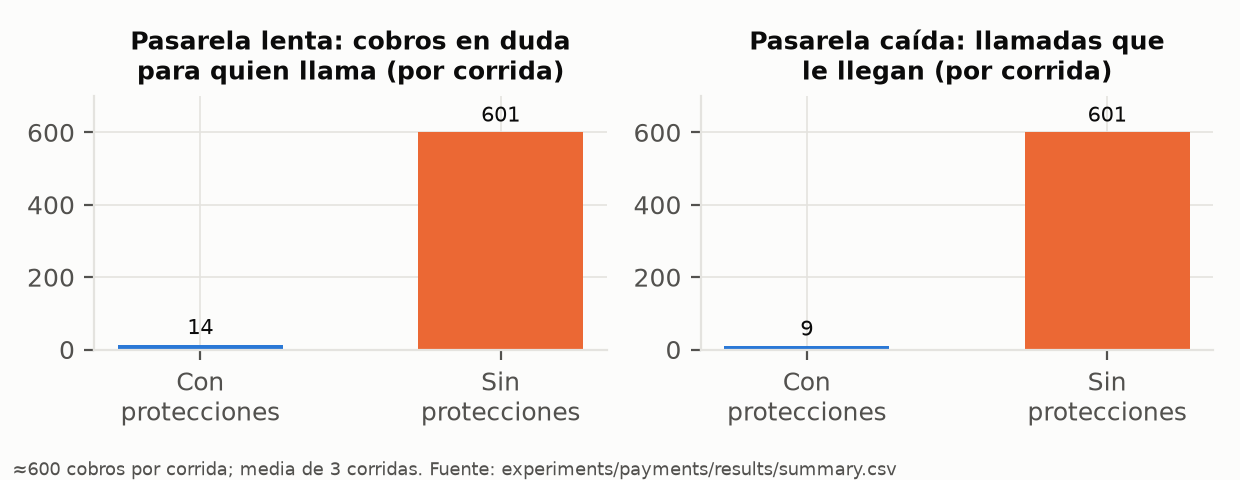 Pasarela lenta: cobros en duda
para quien llama (por corrida)
600
400
200
0
14
601
Con
protecciones
Sin
protecciones
Pasarela caída: llamadas que
le llegan (por corrida)
600
400
200
0
9
601
Con
protecciones
Sin
protecciones
≈600 cobros por corrida; media de 3 corridas. Fuente: experiments/payments/results/summary.csv